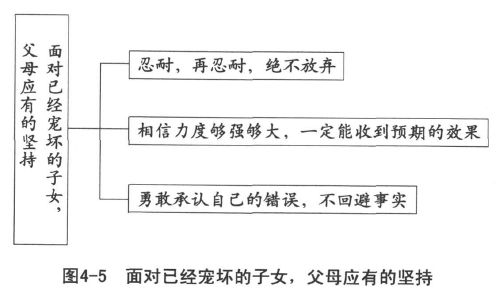 面对已经宠坏的子女，
父母应有的坚持
忍耐，再忍耐，绝不放弃
相信力度够强够大，一定能收到预期的效果
勇敢承认自己的错误，不回避事实
图4-5 面对已经宠坏的子女，父母应有的坚持